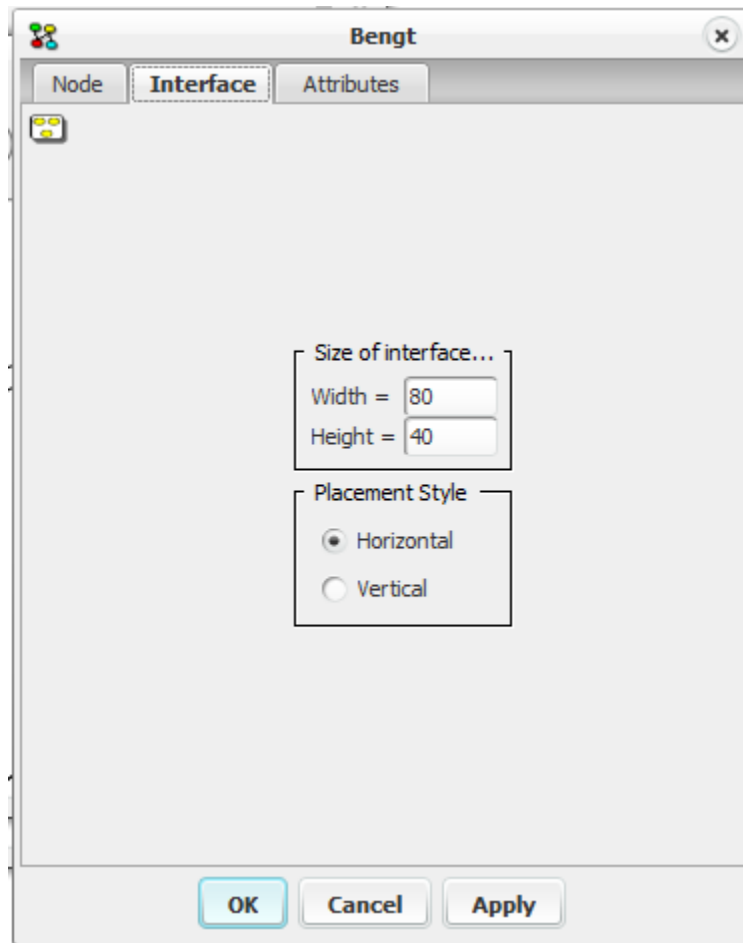 Bengt
Node Interface Attributes
Size of interface...
Width = 80
Height = 40
Placement Style
Horizontal
Vertical
OK Cancel Apply